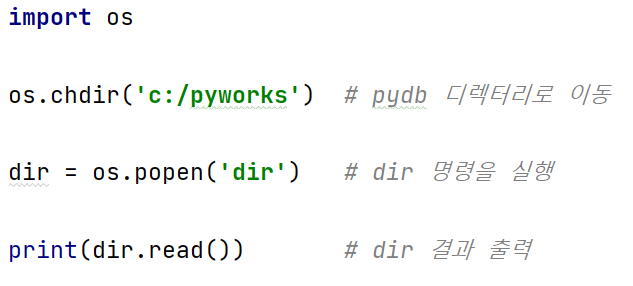 import os
os.chdir('c:/pyworks')  # pydb 디렉터리로 이동
dir = os.popen('dir')   # dir 명령을 실행
print(dir.read())       # dir 결과 출력